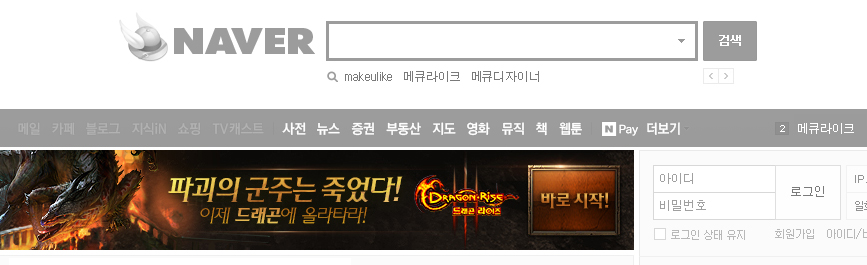 NAVER
검색
makeulike 메큐라이크 메큐디자이너
메일 카페 블로그 지식iN 쇼핑 TV캐스트 사전 뉴스 증권 부동산 지도 영화 뮤직 책 웹툰 N Pay 더보기 2 메큐라이크
파괴의 군주는 죽었다!
이제 드래곤에 올라타라!
DRAGON RISE
드래곤 라이즈
바로 시작!
아이디
비밀번호
로그인
IP
로그인 상태 유지
회원가입 아이디/